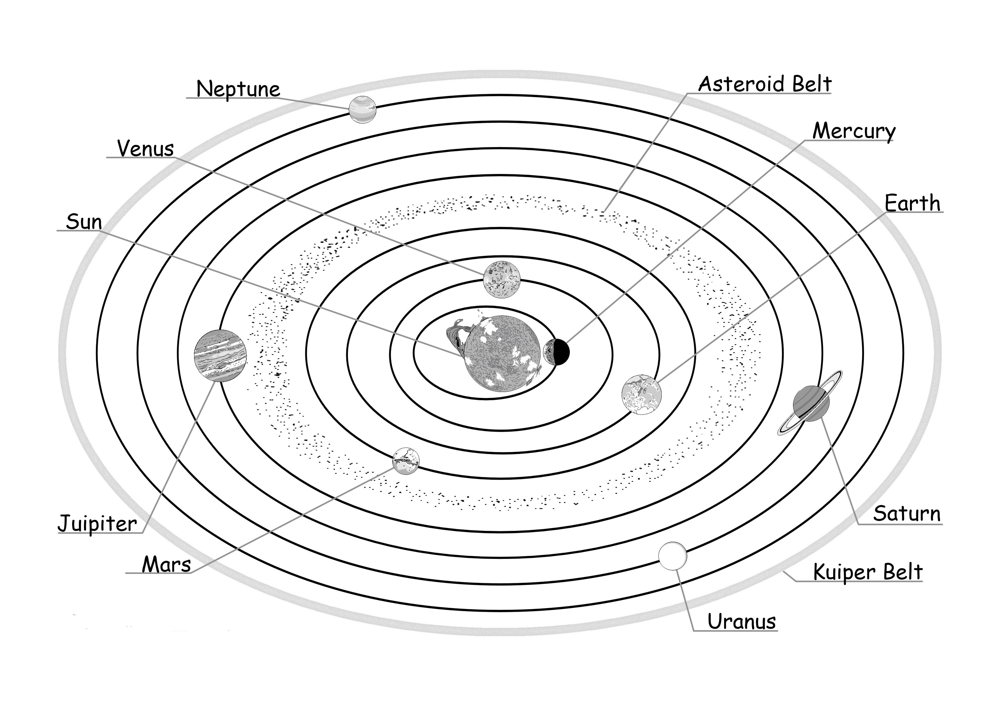 Neptune
Asteroid Belt
Mercury
Venus
Earth
Sun
Saturn
Juipiter
Mars
Kuiper Belt
Uranus